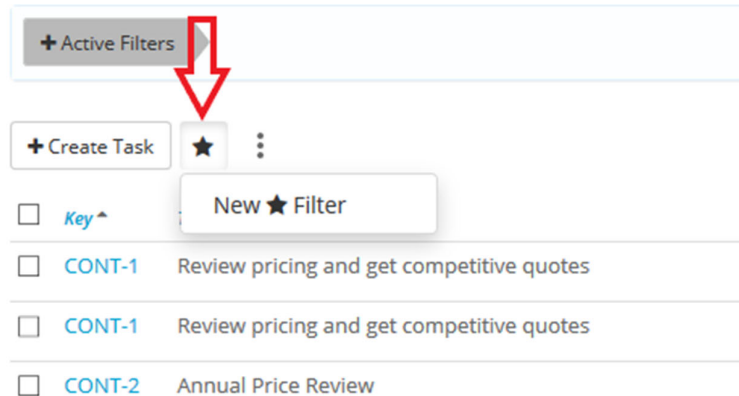 + Active Filters
+ Create Task
New ★ Filter
Key
CONT-1 Review pricing and get competitive quotes
CONT-1 Review pricing and get competitive quotes
CONT-2 Annual Price Review